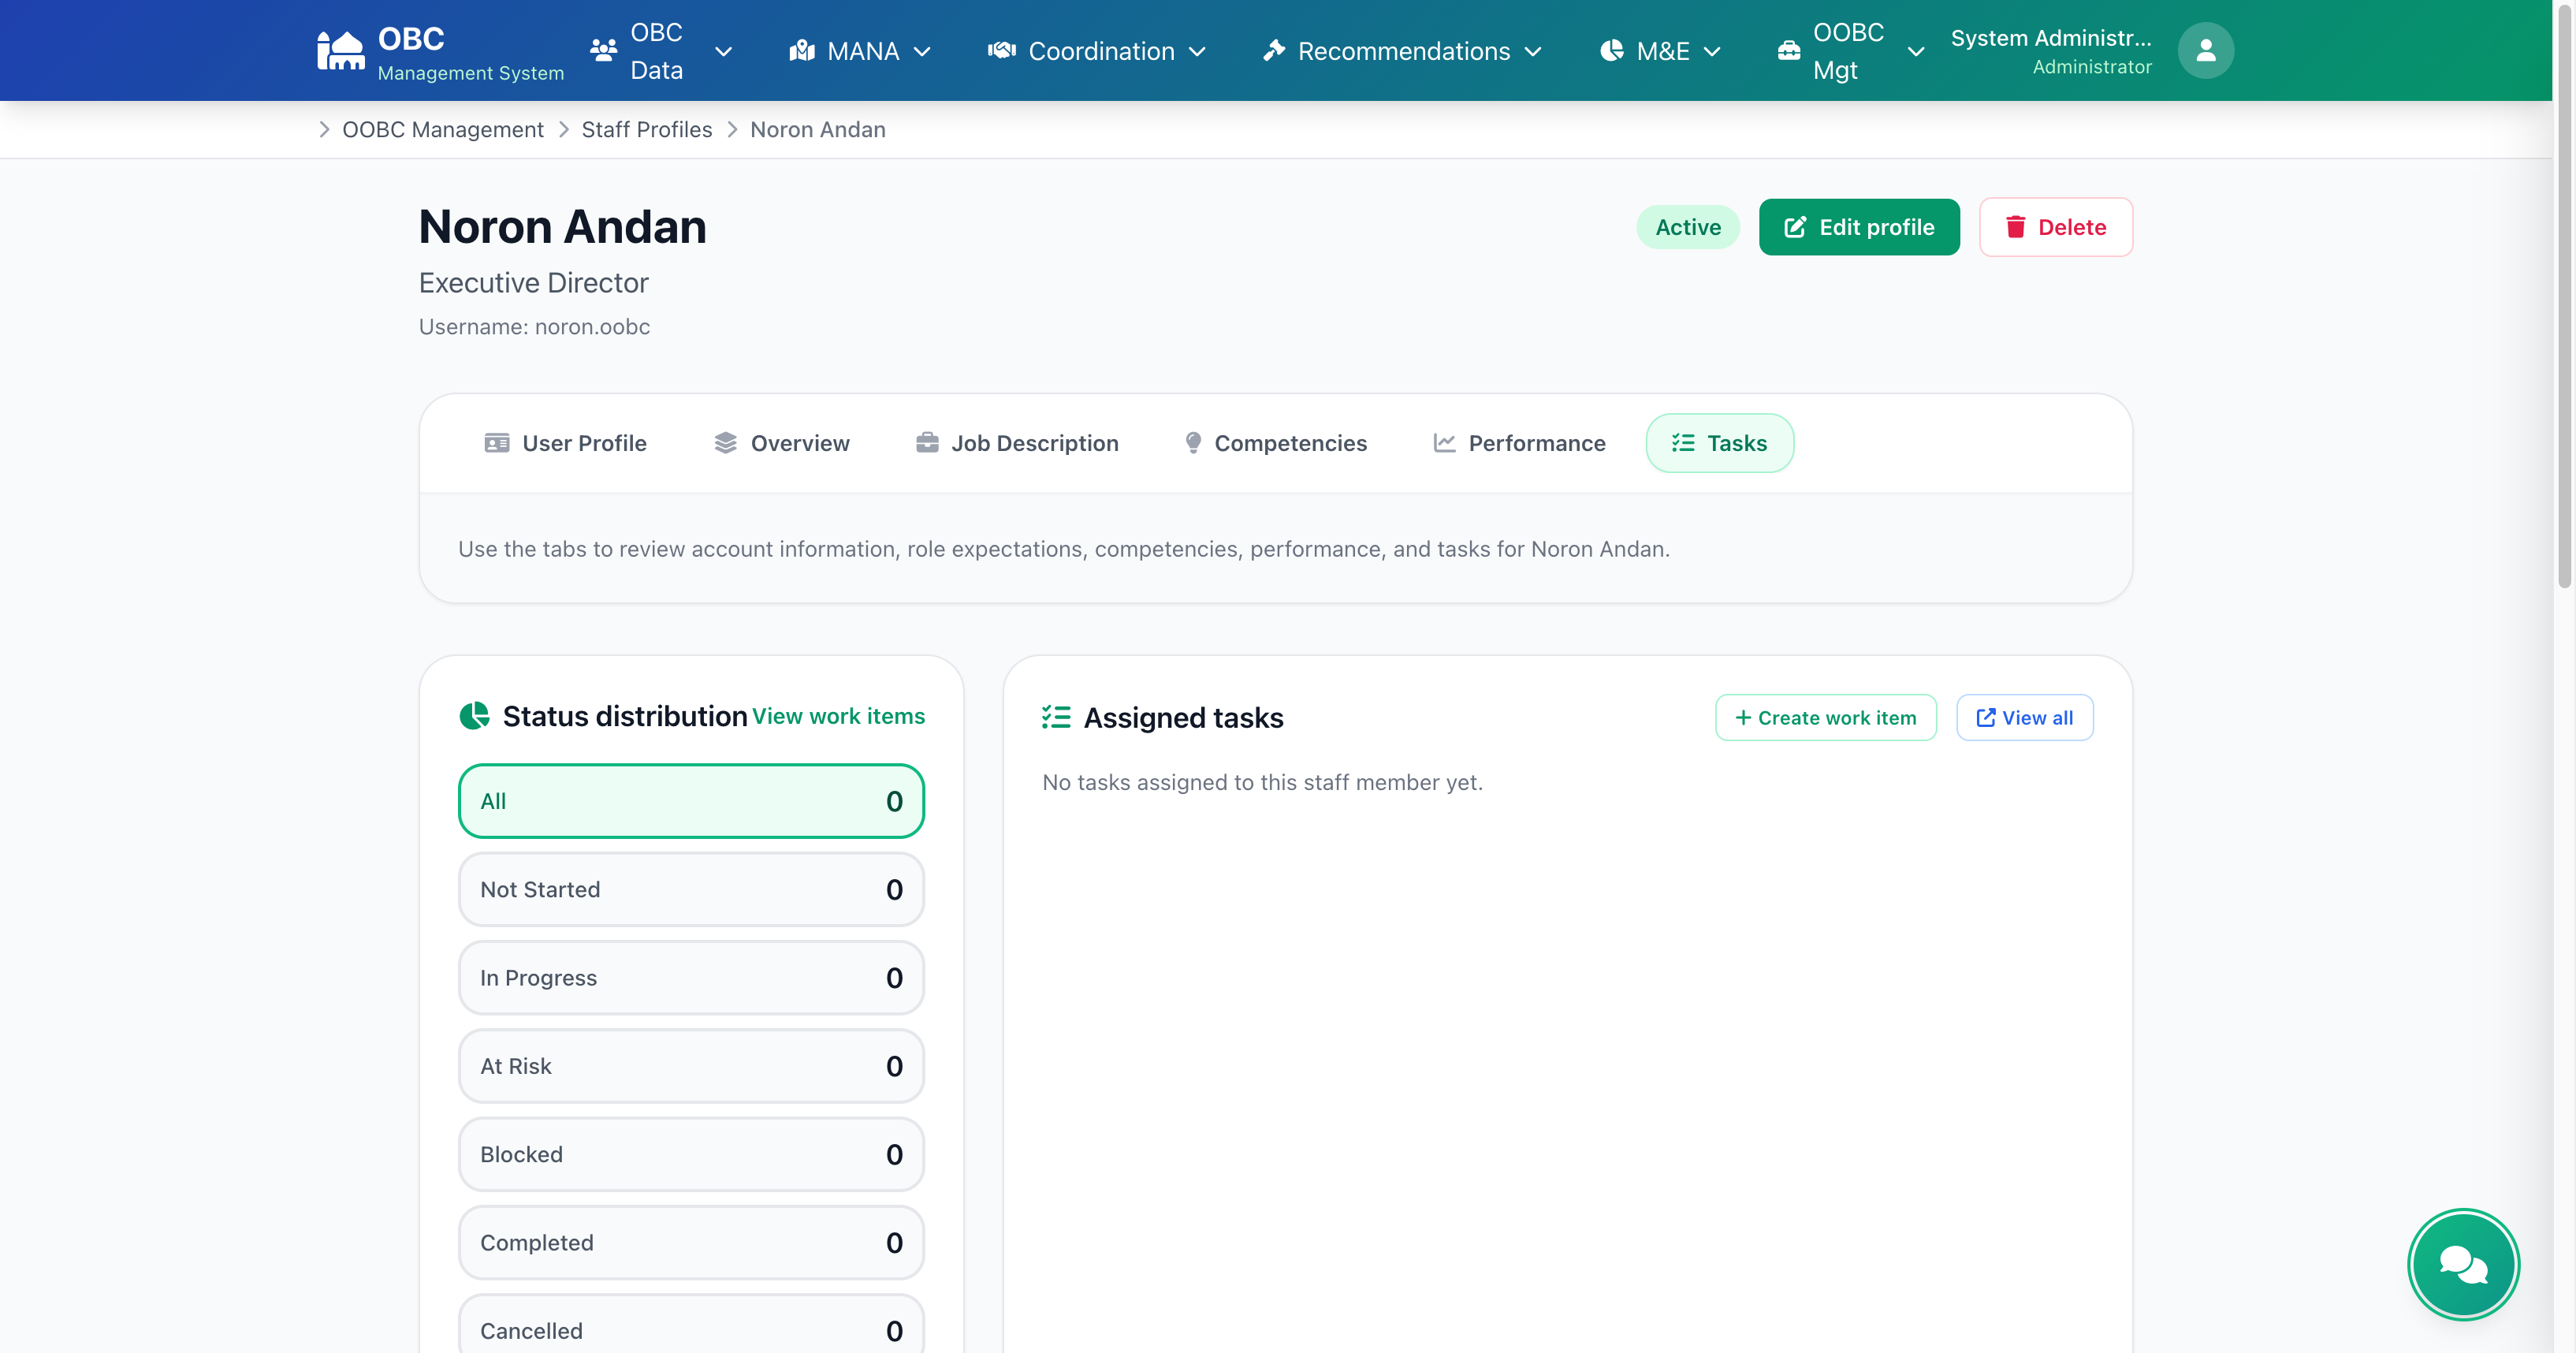 OBC
Management System
OBC
Data
MANA
Coordination
Recommendations
M&E
OOBC
Mgt
System Administr...
Administrator
OOBC Management
Staff Profiles
Noron Andan
Noron Andan
Active
Edit profile
Delete
Executive Director
Username: noron.oobc
User Profile
Overview
Job Description
Competencies
Performance
Tasks
Use the tabs to review account information, role expectations, competencies, performance, and tasks for Noron Andan.
Status distribution
View work items
All 0
Not Started 0
In Progress 0
At Risk 0
Blocked 0
Completed 0
Cancelled 0
Assigned tasks
+ Create work item
View all
No tasks assigned to this staff member yet.